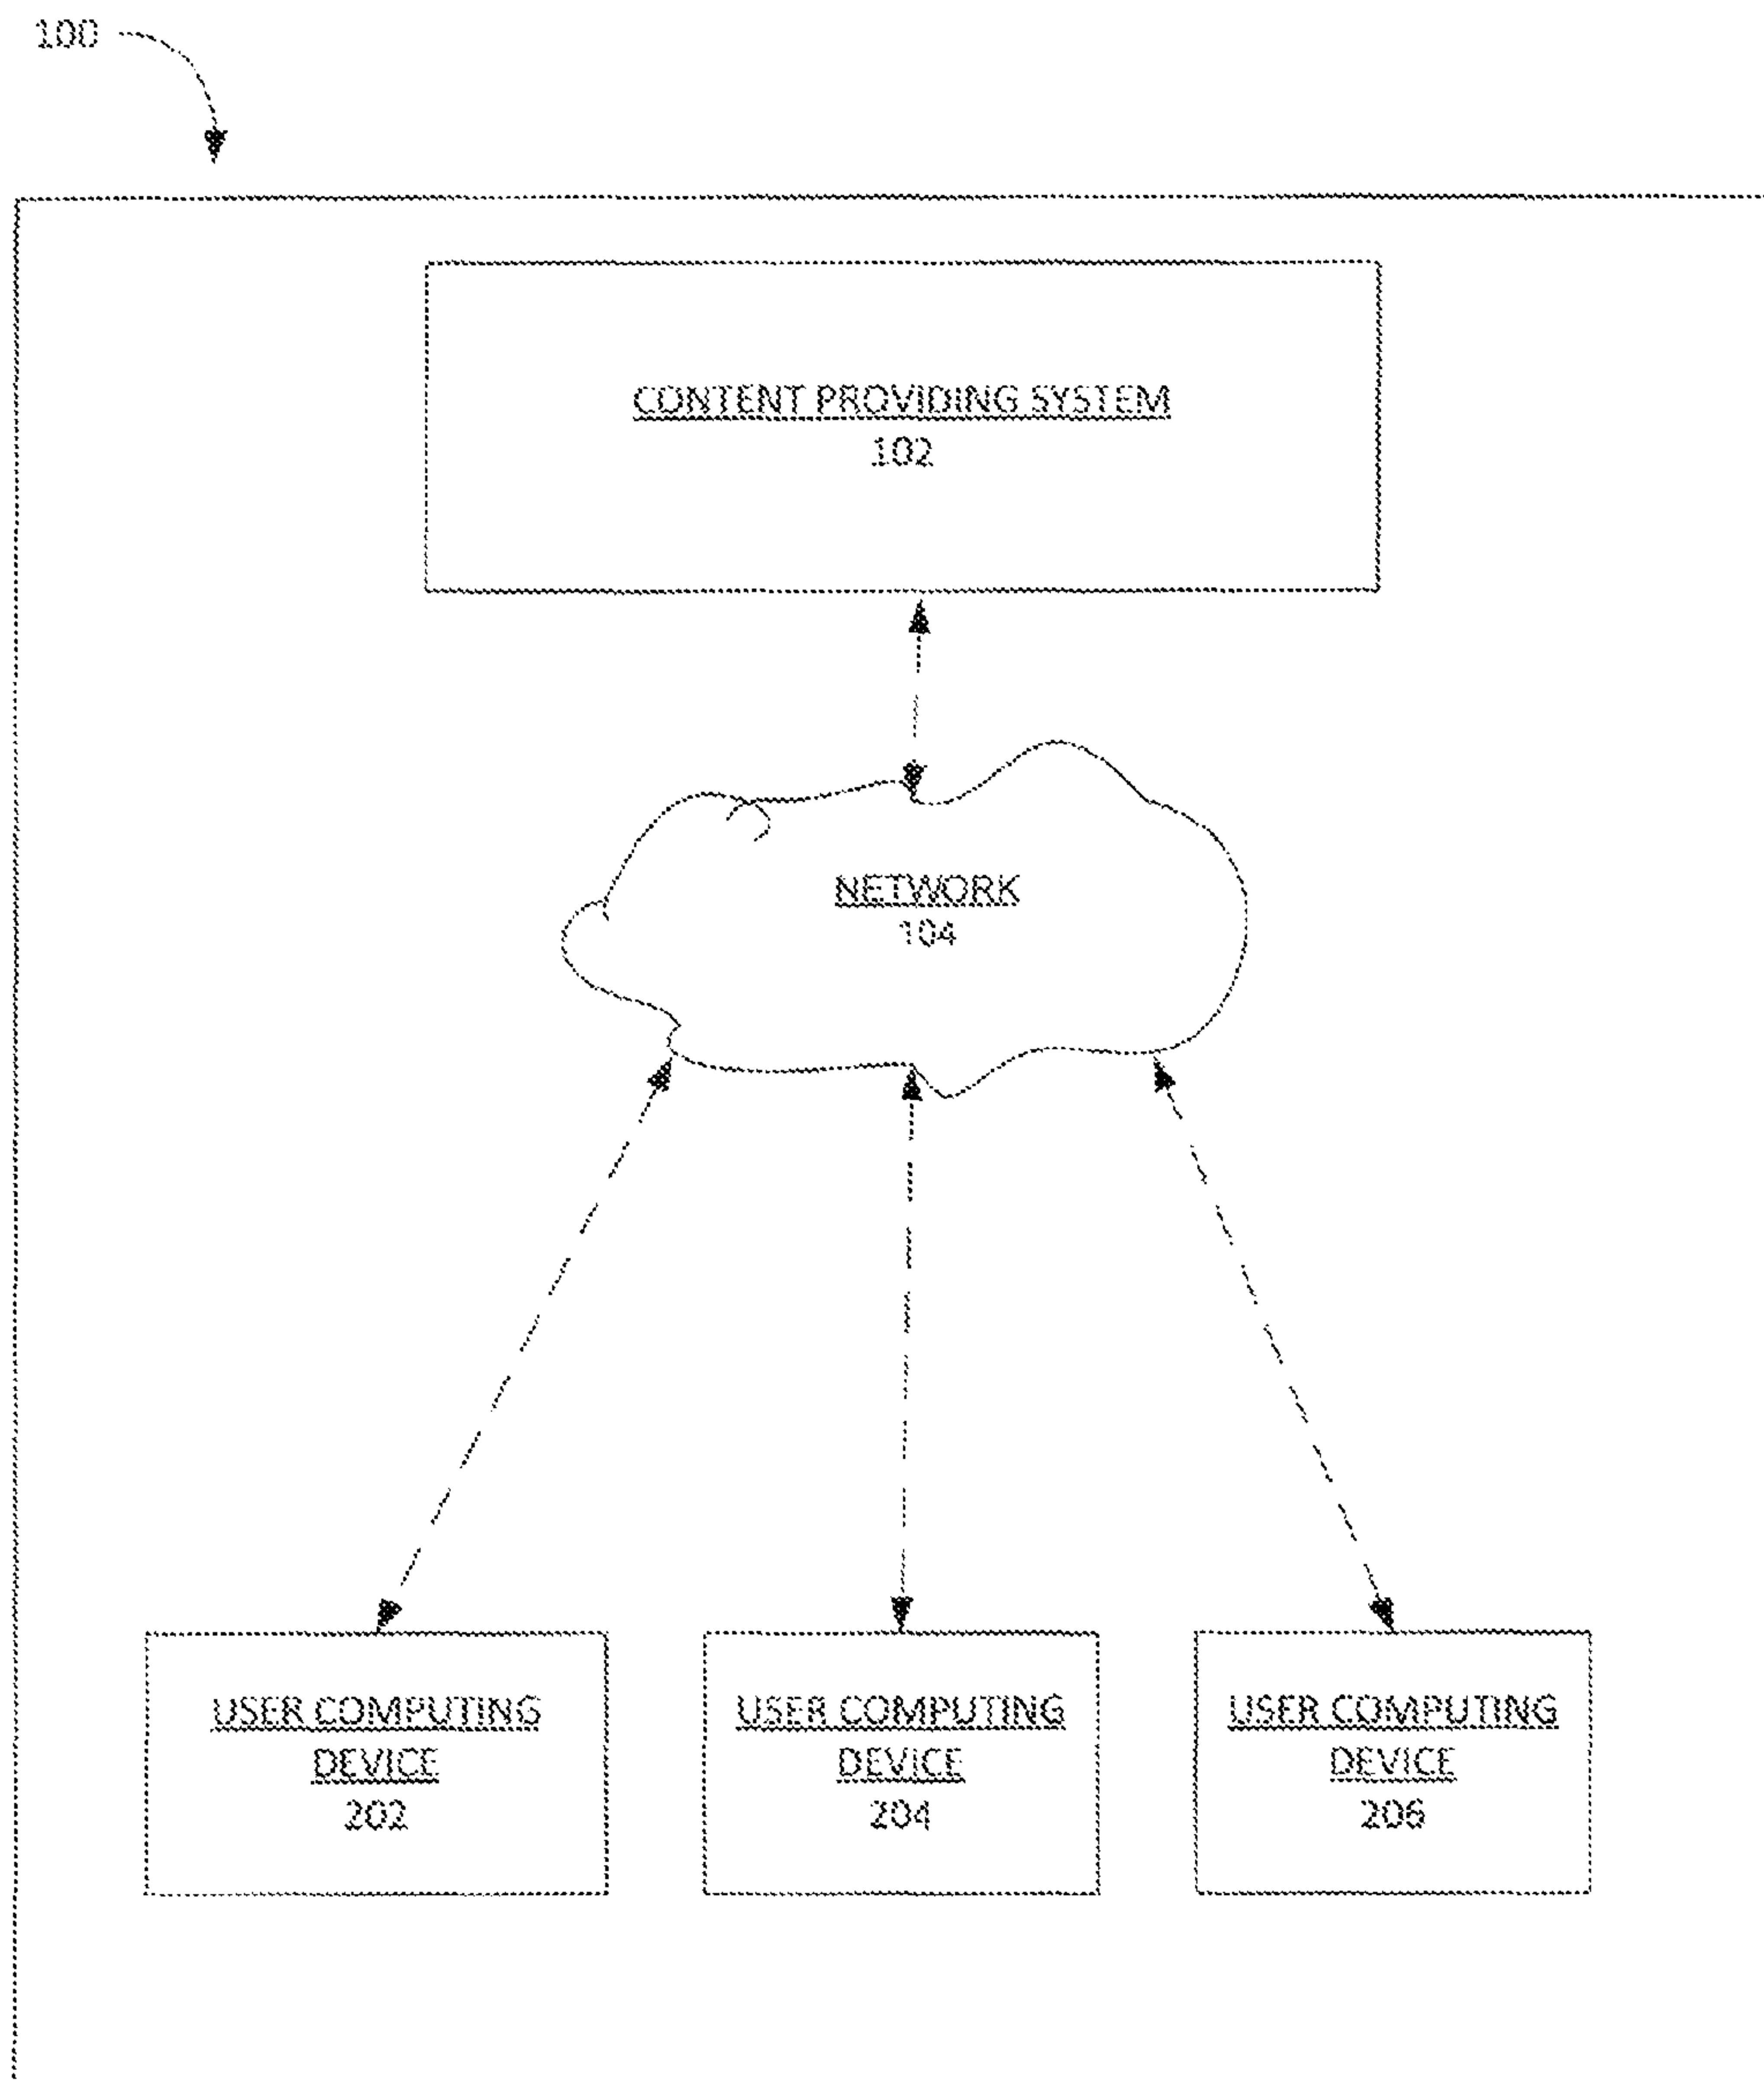 100
CONTENT PROVIDING SYSTEM
102
NETWORK
104
USER COMPUTING
DEVICE
202
USER COMPUTING
DEVICE
204
USER COMPUTING
DEVICE
206